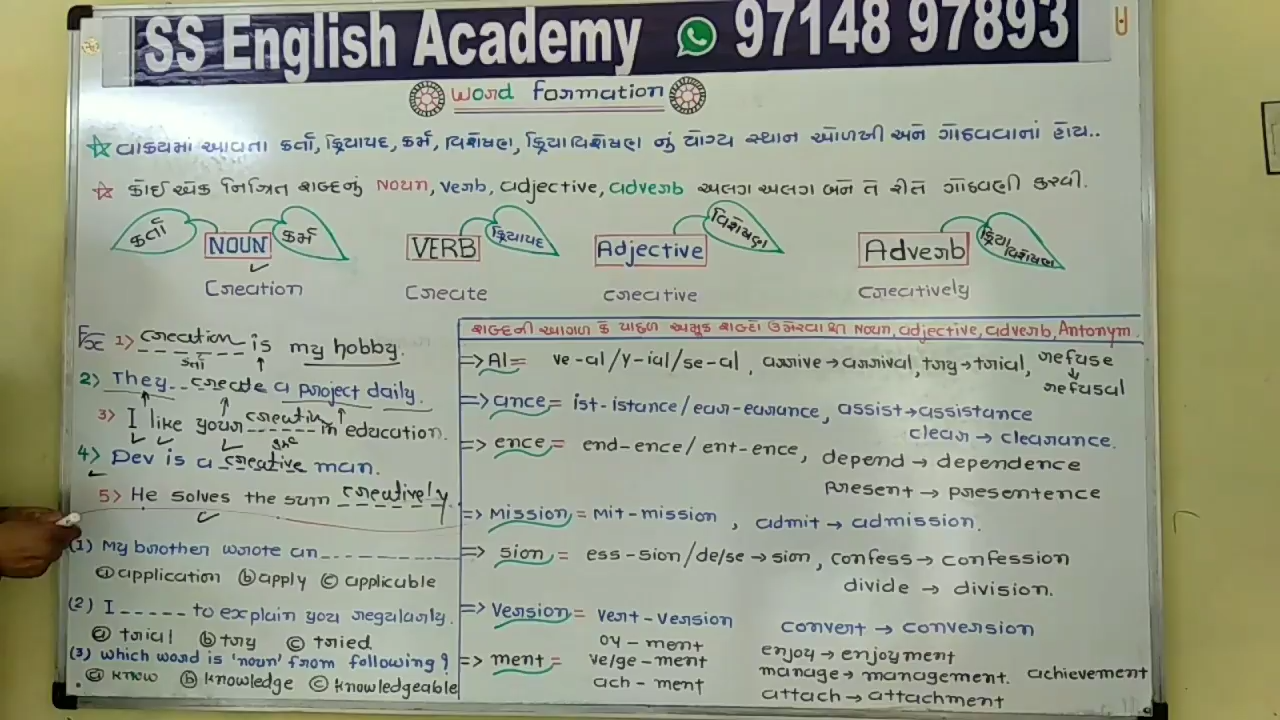 SS English Academy 97148 97893
Word Formation
વાક્યમાં આવતા કર્તા, ક્રિયાપદ, કર્મ, વિશેષણ, ક્રિયાવિશેષણ નું યોગ્ય સ્થાન ઓળખી અને ગોઠવવાનાં હોય..
કોઈ એક નિશ્ચિત શબ્દનું Noun, verb, adjective, adverb અલગ અલગ બને તે રીતે ગોઠવણી કરવી.
કર્તા NOUN કર્મ VERB ક્રિયાપદ Adjective વિશેષણ Adverb ક્રિયા વિશેષણ
Creation Create creative creatively
Ex 1> creation is my hobby.
કર્તા
2> They create a project daily.
3> I like your creation in education.
કર્મ
4> Dev is a creative man.
5> He solves the sum creatively.
(1) My brother wrote an_ _ _ _ _ _ _ _ _
ⓐ application ⓑ apply ⓒ applicable
(2) I _ _ _ _ _ to explain you regularly.
ⓐ trial ⓑ try ⓒ tried
(3) which word is 'noun' from following?
ⓐ know ⓑ knowledge ⓒ knowledgeable
શબ્દની આગળ કે પાછળ અમુક શબ્દો ઉમેરવાથી Noun, adjective, adverb, Antonym.
=> Al = ve-al/y-ial/se-al, arrive → arrival, try → trial, refuse
↓
refusal
=> ance = ist-istance/ear-earance, assist → assistance
clear → clearance.
=> ence = end-ence/ent-ence, depend → dependence
present → presentence
=> Mission = Mit-mission, admit → admission.
=> sion = ess-sion/de/se → sion, confess → confession
divide → division.
=> Version = vert-version convert → conversion
oy-ment enjoy → enjoyment
=> ment = ve/ge-ment manage → management. achievement
ach-ment attach → attachment